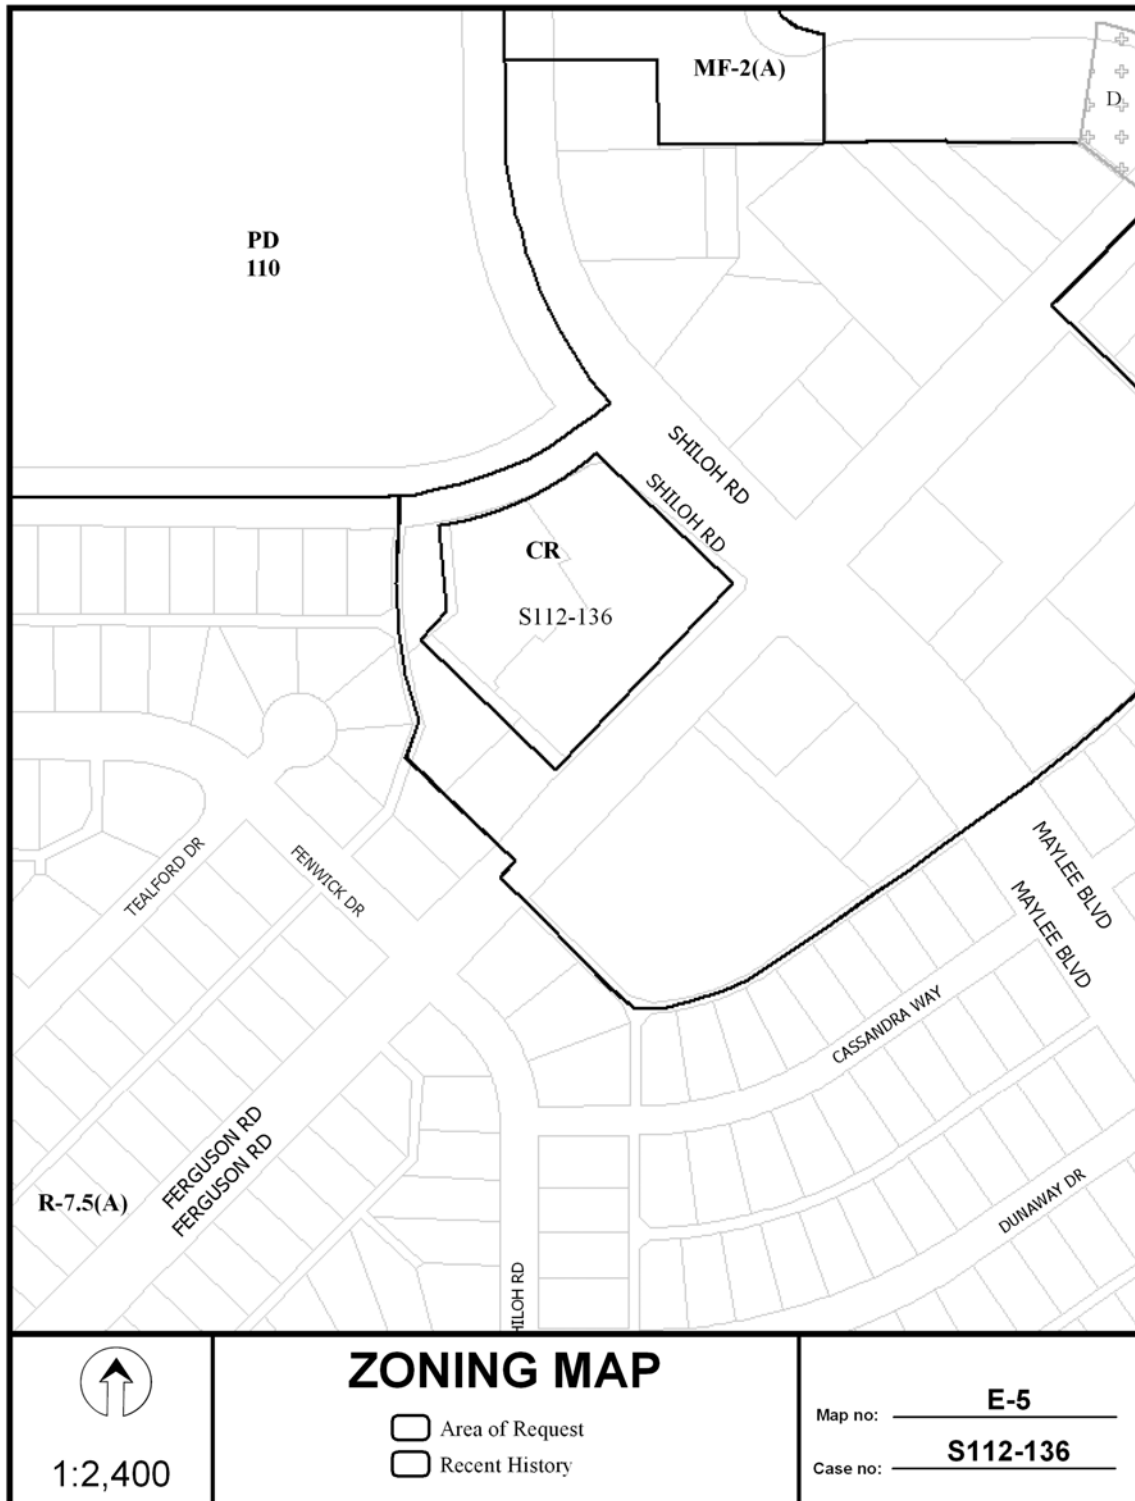 MF-2(A)
D
PD
110
SHILOH RD
SHILOH RD
CR
S112-136
TEALFORD DR
FENWICK DR
MAYLEE BLVD
MAYLEE BLVD
CASSANDRA WAY
FERGUSON RD
FERGUSON RD
R-7.5(A)
DUNAWAY DR
HILOH RD
1:2,400
ZONING MAP
Area of Request
Recent History
Map no: E-5
Case no: S112-136